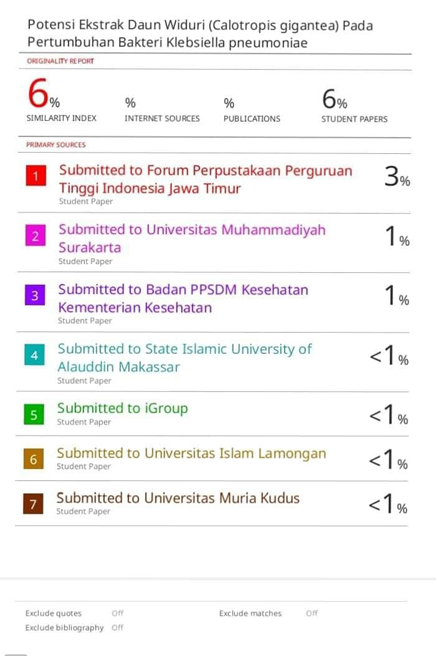 Potensi Ekstrak Daun Widuri (Calotropis gigantea) Pada
Pertumbuhan Bakteri Klebsiella pneumoniae
ORIGINALITY REPORT
6% % % 6%
SIMILARITY INDEX INTERNET SOURCES PUBLICATIONS STUDENT PAPERS
PRIMARY SOURCES
1 Submitted to Forum Perpustakaan Perguruan 3%
Tinggi Indonesia Jawa Timur
Student Paper
2 Submitted to Universitas Muhammadiyah 1%
Surakarta
Student Paper
3 Submitted to Badan PPSDM Kesehatan 1%
Kementerian Kesehatan
Student Paper
4 Submitted to State Islamic University of <1%
Alauddin Makassar
Student Paper
5 Submitted to iGroup <1%
Student Paper
6 Submitted to Universitas Islam Lamongan <1%
Student Paper
7 Submitted to Universitas Muria Kudus <1%
Student Paper
Exclude quotes Off Exclude matches Off
Exclude bibliography Off